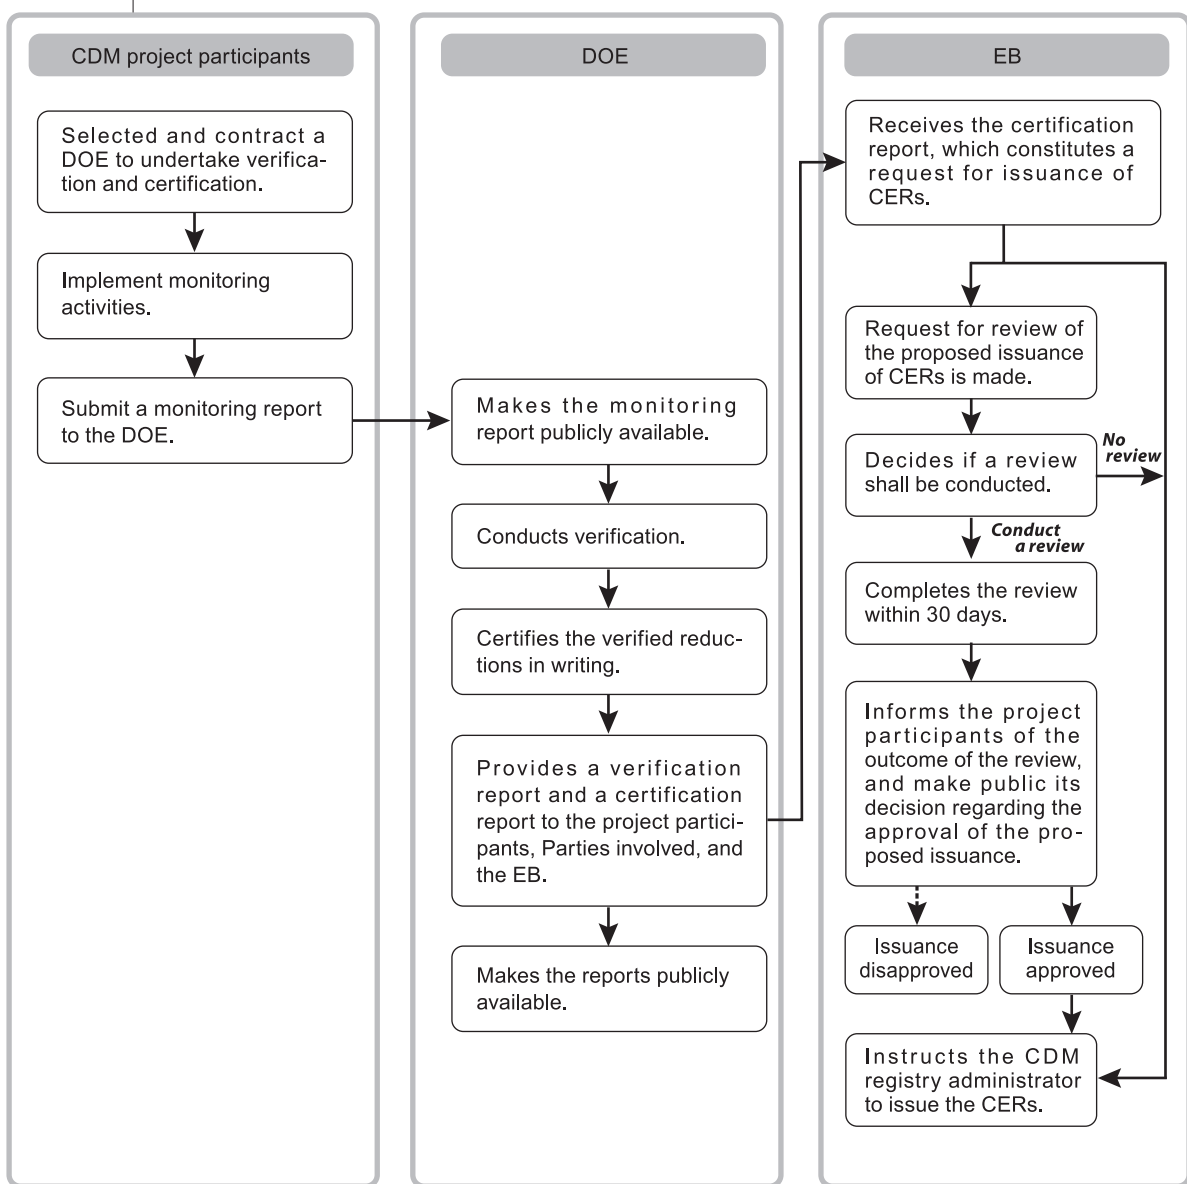 CDM project participants
Selected and contract a
DOE to undertake verifica-
tion and certification.
Implement monitoring
activities.
Submit a monitoring report
to the DOE.
DOE
Makes the monitoring
report publicly available.
Conducts verification.
Certifies the verified reduc-
tions in writing.
Provides a verification
report and a certification
report to the project partici-
pants, Parties involved, and
the EB.
Makes the reports publicly
available.
EB
Receives the certification
report, which constitutes a
request for issuance of
CERs.
Request for review of
the proposed issuance
of CERs is made.
Decides if a review
shall be conducted.
No
review
Conduct
a review
Completes the review
within 30 days.
Informs the project
participants of the
outcome of the review,
and make public its
decision regarding the
approval of the pro-
posed issuance.
Issuance
disapproved
Issuance
approved
Instructs the CDM
registry administrator
to issue the CERs.